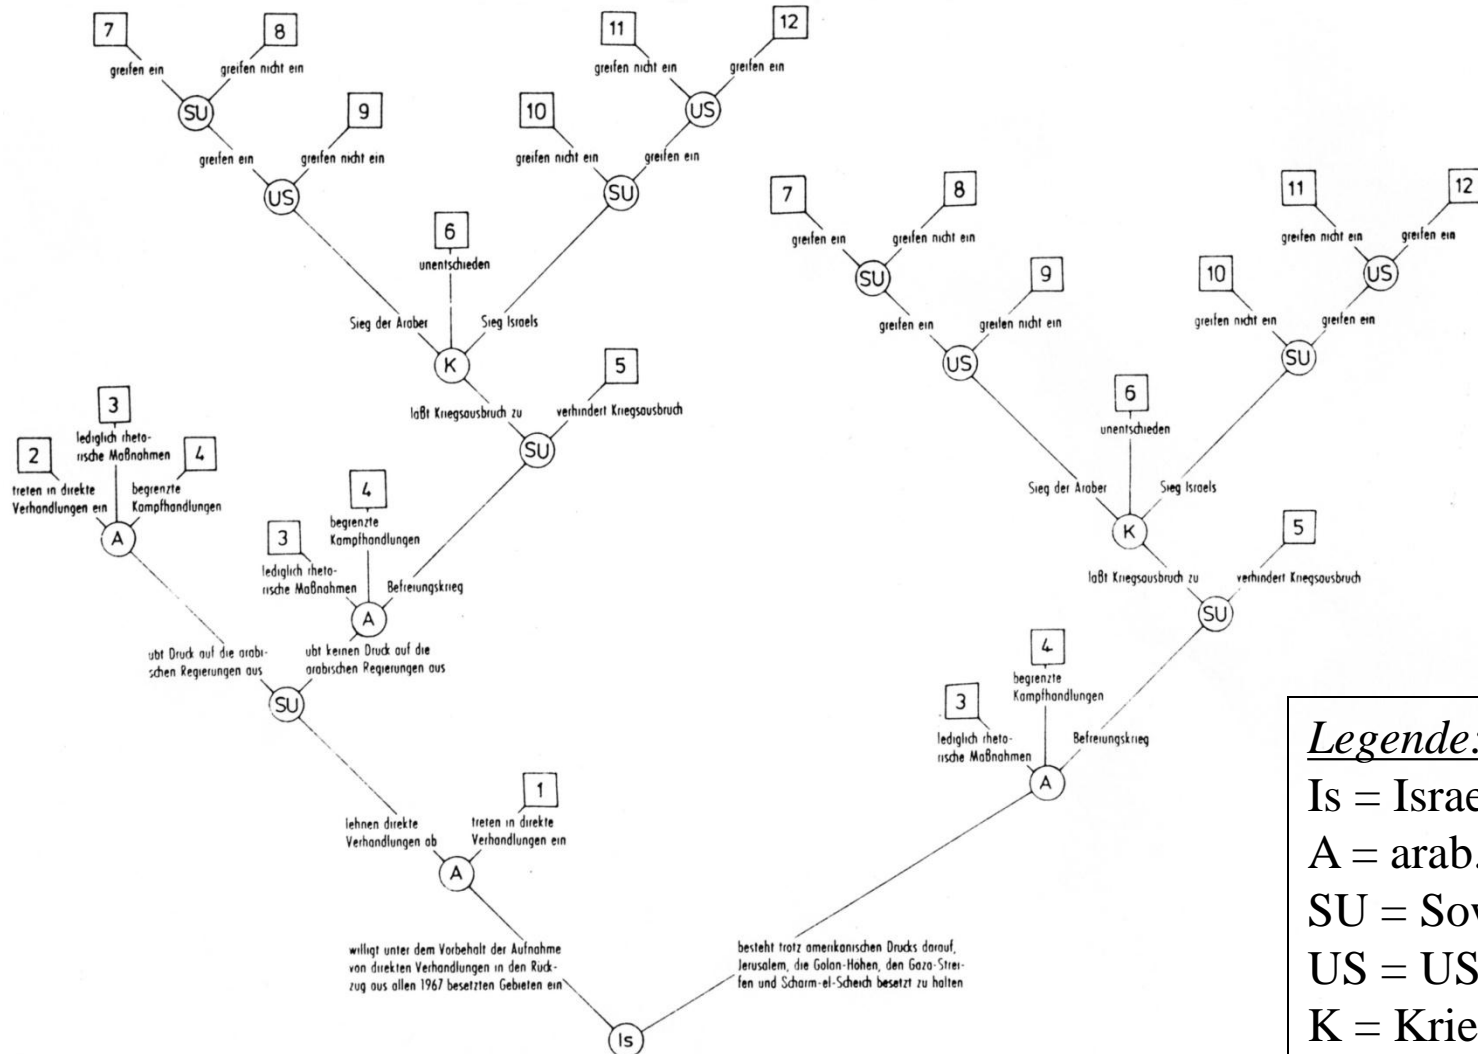 7
8
11
12
greifen ein
greifen nicht ein
greifen nicht ein
greifen ein
SU
9
10
US
greifen ein
greifen nicht ein
greifen nicht ein
greifen ein
US
SU
6
unentschieden
Sieg der Araber
Sieg Israels
K
5
läßt Kriegsausbruch zu
verhindert Kriegsausbruch
SU
3
lediglich rheto-
rische Maßnahmen
2
4
treten in direkte
Verhandlungen ein
begrenzte
Kampfhandlungen
A
4
begrenzte
Kampfhandlungen
3
lediglich rheto-
rische Maßnahmen
Befreiungskrieg
A
übt Druck auf die arabi-
schen Regierungen aus
übt keinen Druck auf die
arabischen Regierungen aus
SU
1
lehnen direkte
Verhandlungen ab
treten in direkte
Verhandlungen ein
A
willigt unter dem Vorbehalt der Aufnahme
von direkten Verhandlungen in den Rück-
zug aus allen 1967 besetzten Gebieten ein
7
8
11
12
greifen ein
greifen nicht ein
greifen nicht ein
greifen ein
SU
9
10
US
greifen ein
greifen nicht ein
greifen nicht ein
greifen ein
US
SU
6
unentschieden
Sieg der Araber
Sieg Israels
K
5
läßt Kriegsausbruch zu
verhindert Kriegsausbruch
SU
4
begrenzte
Kampfhandlungen
3
lediglich rheto-
rische Maßnahmen
Befreiungskrieg
A
besteht trotz amerikanischen Drucks darauf,
Jerusalem, die Golan-Höhen, den Gaza-Strei-
fen und Scharm-el-Scheich besetzt zu halten
Is
Legende:
Is = Israe
A = arab.
SU = Sov
US = US
K = Krie